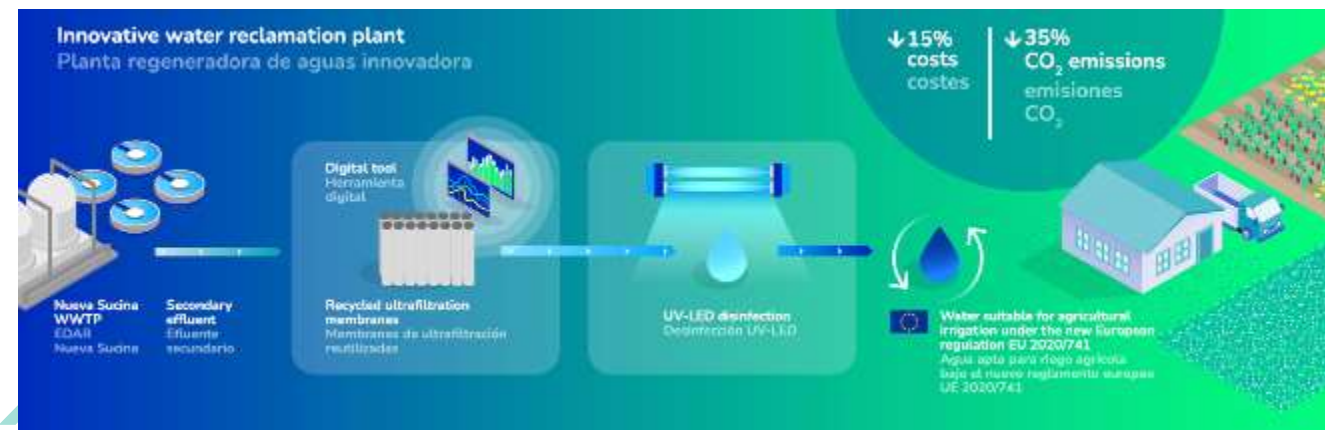 Innovative water reclamation plant
Planta regeneradora de aguas innovadora
↓15%
costs
costes
↓35%
CO₂ emissions
emisiones
CO₂
Digital tool
Herramienta
digital
Nueva Sucina
WWTP
EDAR
Nueva Sucina
Secondary
effluent
Efluente
secundario
Recycled ultrafiltration
membranes
Membranas de ultrafiltración
reutilizadas
UV-LED disinfection
Desinfección UV-LED
Water suitable for agricultural
irrigation under the new European
regulation EU 2020/741
Agua apta para riego agrícola
bajo el nuevo reglamento europeo
UE 2020/741